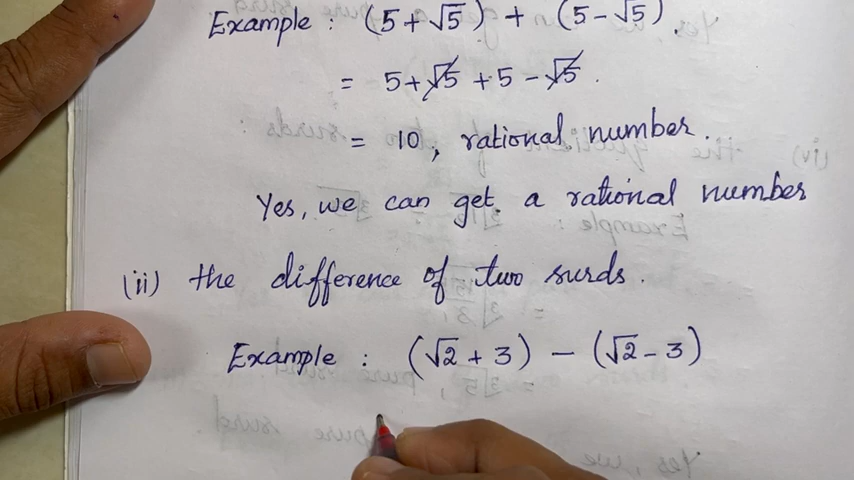 Example : (5 + √5) + (5 - √5).
= 5 + √5 + 5 - √5.
= 10, rational number.
Yes, we can get a rational number
(ii) the difference of two surds.
Example : (√2 + 3) - (√2 - 3)